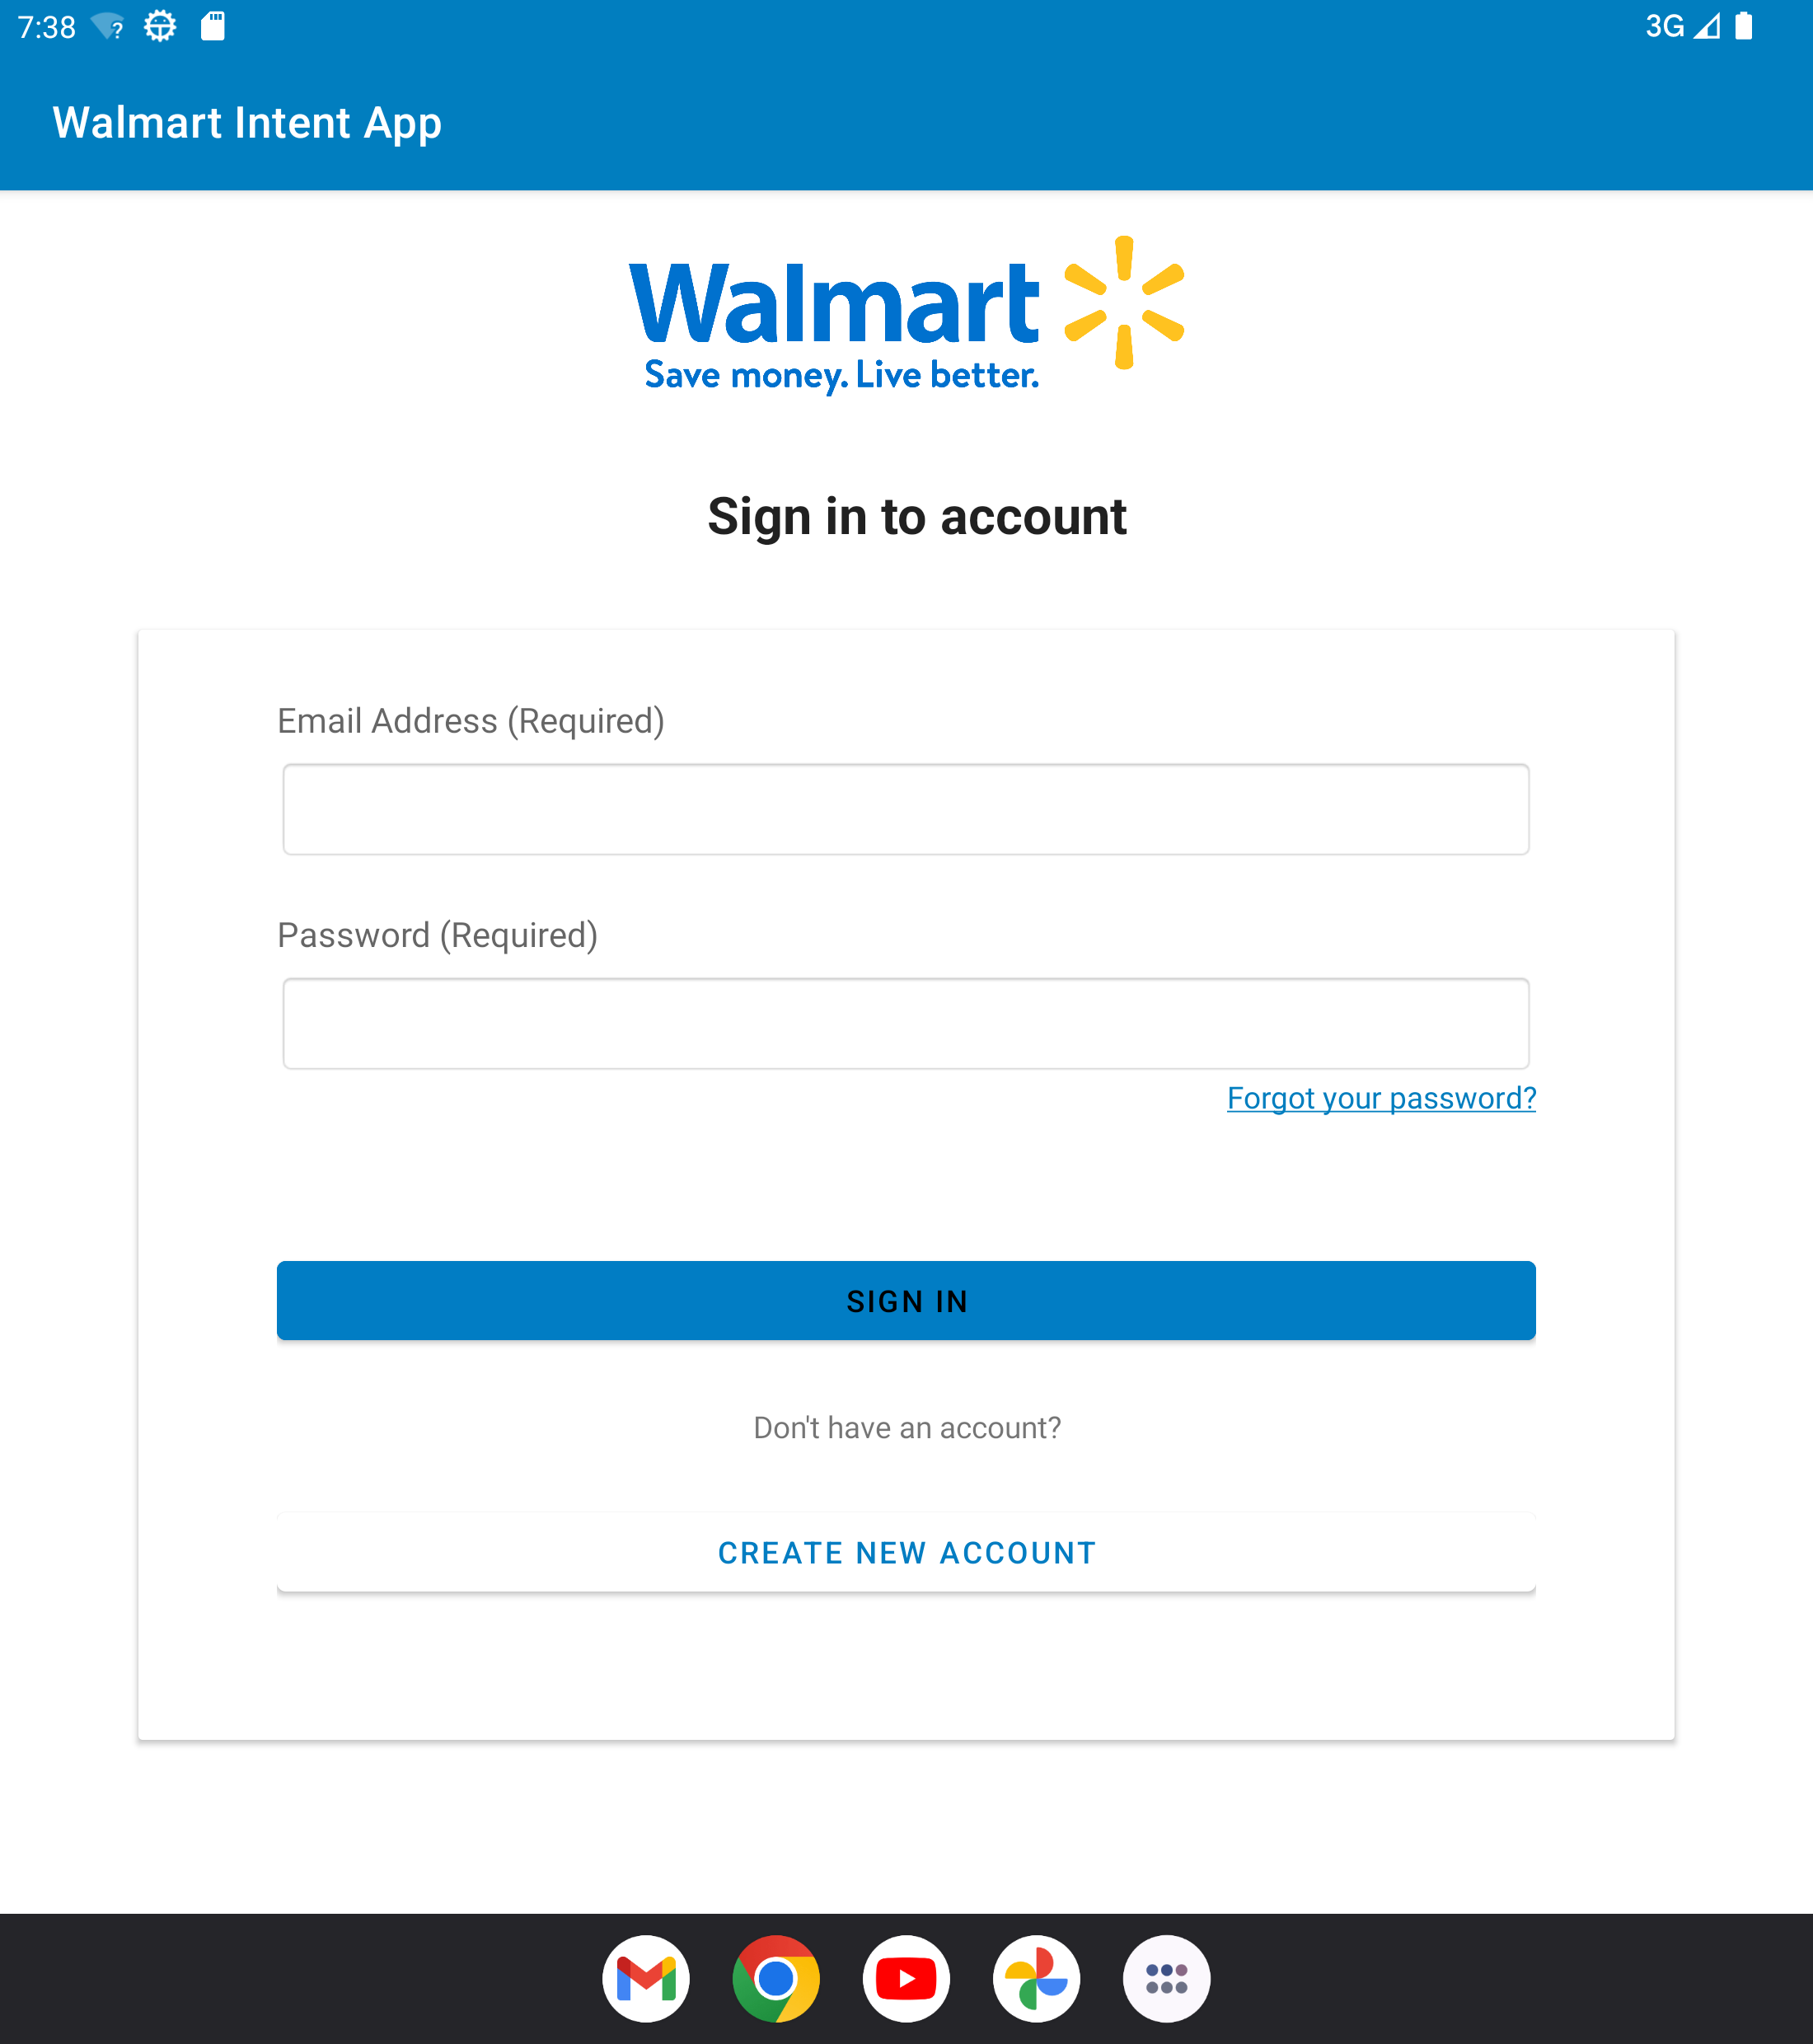 7:38
3G
Walmart Intent App
Walmart
Save money. Live better.
Sign in to account
Email Address (Required)
Password (Required)
Forgot your password?
SIGN IN
Don't have an account?
CREATE NEW ACCOUNT